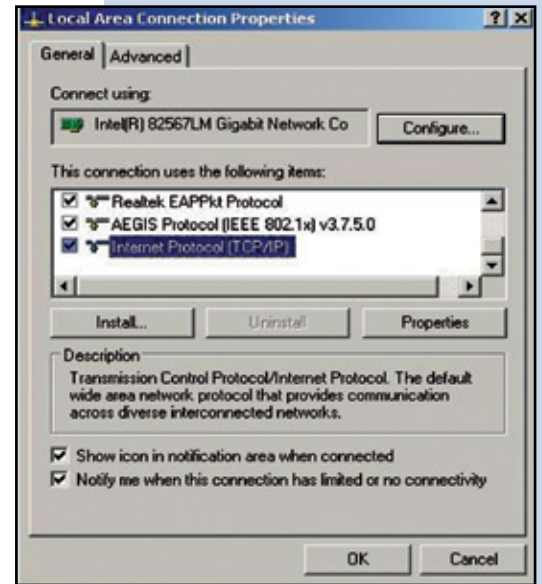 Local Area Connection Properties
General Advanced
Connect using:
Intel(R) 82567LM Gigabit Network Co Configure...
This connection uses the following items:
Realtek EAPPkt Protocol
AEGIS Protocol (IEEE 802.1x) v3.7.5.0
Internet Protocol (TCP/IP)
Install... Uninstall Properties
Description
Transmission Control Protocol/Internet Protocol. The default
wide area network protocol that provides communication
across diverse interconnected networks.
Show icon in notification area when connected
Notify me when this connection has limited or no connectivity
OK Cancel